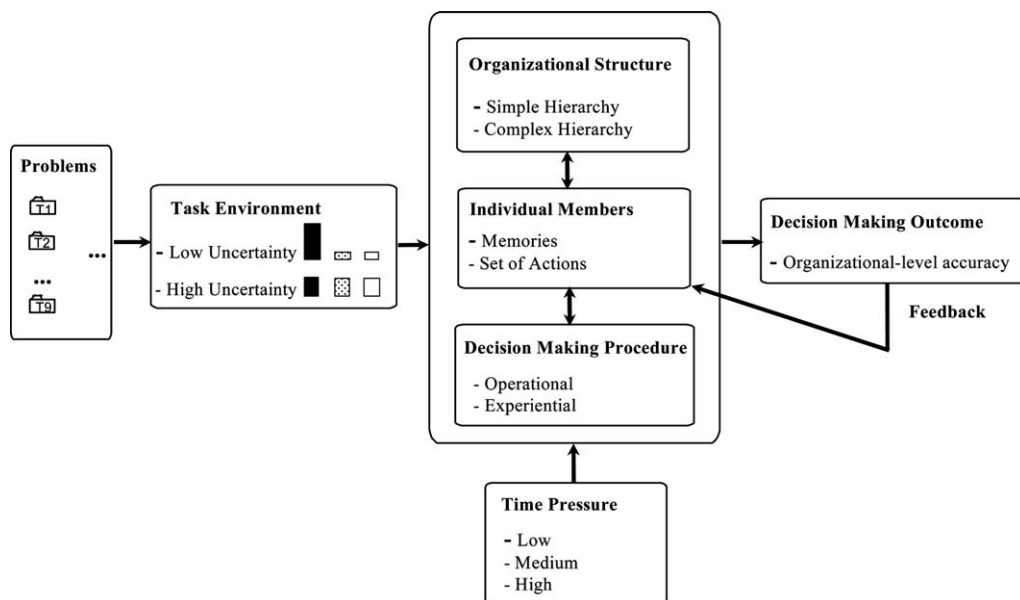 Problems
T1
T2
...
...
T9
Task Environment
- Low Uncertainty
- High Uncertainty
Organizational Structure
- Simple Hierarchy
- Complex Hierarchy
Individual Members
- Memories
- Set of Actions
Decision Making Procedure
- Operational
- Experiential
Time Pressure
- Low
- Medium
- High
Decision Making Outcome
- Organizational-level accuracy
Feedback